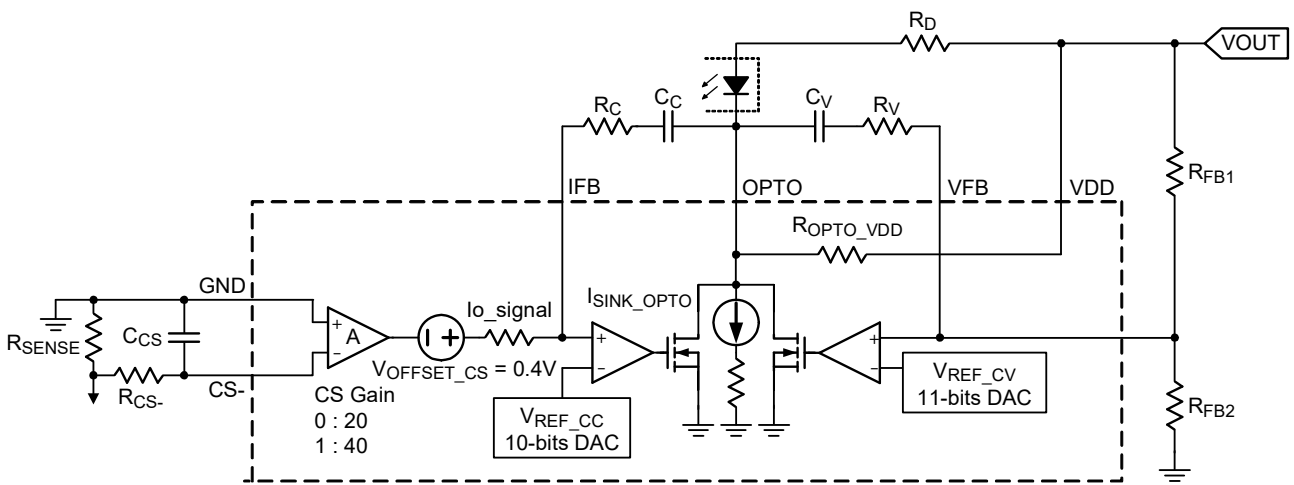 RD
VOUT
CC
RC
CV
RV
RFB1
IFB
OPTO
VFB
VDD
ROPTO_VDD
GND
Io_signal
ISINK_OPTO
+
A
−
+
+
−
+
−
RSENSE
CCS
RCS-
CS-
VOFFSET_CS = 0.4V
CS Gain
0 : 20
1 : 40
VREF_CC
10-bits DAC
VREF_CV
11-bits DAC
RFB2